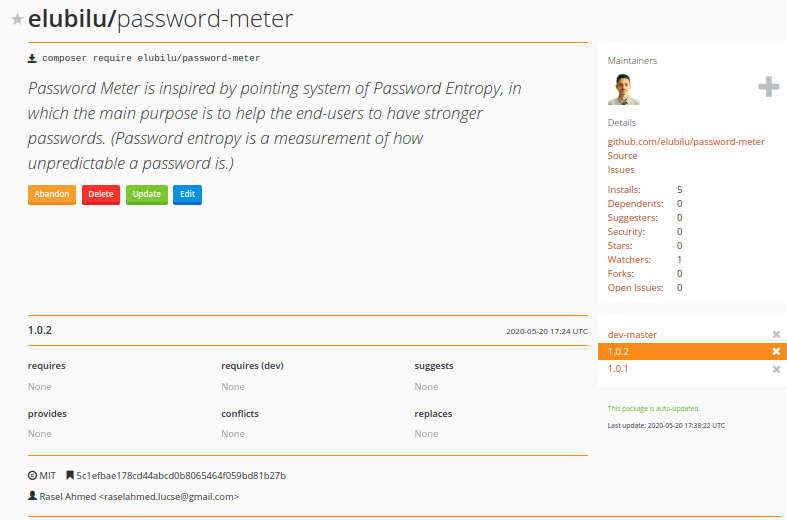 elubilu/password-meter
composer require elubilu/password-meter
Password Meter is inspired by pointing system of Password Entropy, in
which the main purpose is to help the end-users to have stronger
passwords. (Password entropy is a measurement of how
unpredictable a password is.)
Abandon Delete Update Edit
Maintainers
Details
github.com/elubilu/password-meter
Source
Issues
Installs: 5
Dependents: 0
Suggesters: 0
Security: 0
Stars: 0
Watchers: 1
Forks: 0
Open Issues: 0
1.0.2 2020-05-20 17:24 UTC
requires requires (dev) suggests
None None None
provides conflicts replaces
None None None
MIT 5c1efbae178cd44abcd0b8065464f059bd81b27b
Rasel Ahmed <raselahmed.lucse@gmail.com>
dev-master
1.0.2
1.0.1
This package is auto-updated.
Last update: 2020-05-20 17:38:22 UTC